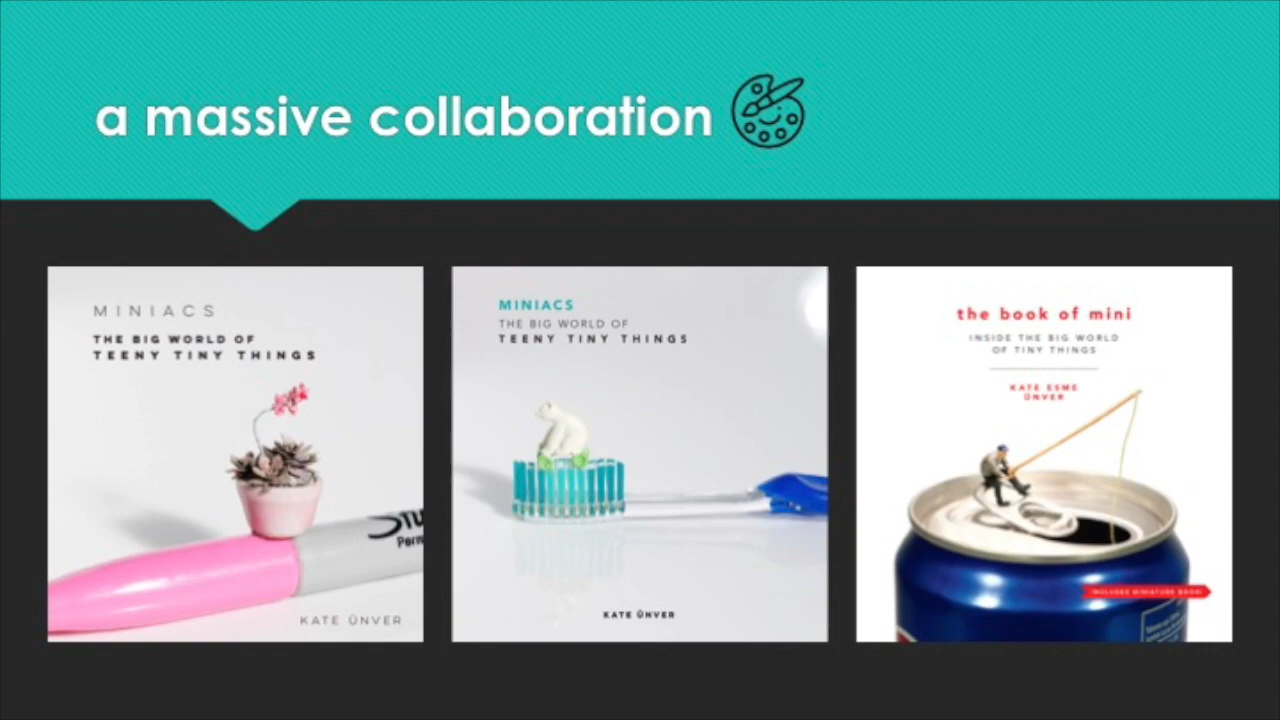 a massive collaboration
MINIACS
THE BIG WORLD OF
TEENY TINY THINGS
KATE ÜNVER
MINIACS
THE BIG WORLD OF
TEENY TINY THINGS
KATE ÜNVER
the book of mini
INSIDE THE BIG WORLD
OF TINY THINGS
KATE ESME
ÜNVER
INCLUDES MINIATURE BOOK!